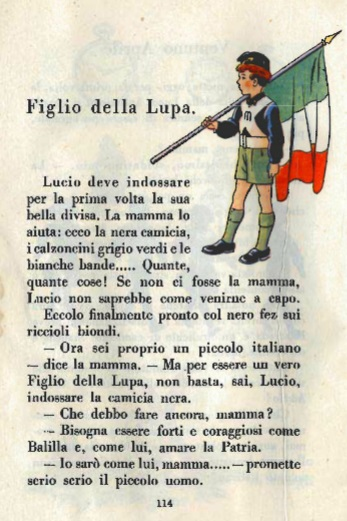 Figlio della Lupa.
Lucio deve indossare
per la prima volta la sua
bella divisa. La mamma lo
aiuta: ecco la nera camicia,
i calzoncini grigio verdi e le
bianche bande..... Quante,
quante cose! Se non ci fosse la mamma,
Lucio non saprebbe come venirne a capo.
Eccolo finalmente pronto col nero fez sui
riccioli biondi.
— Ora sei proprio un piccolo italiano
— dice la mamma. — Ma per essere un vero
Figlio della Lupa, non basta, sai, Lucio,
indossare la camicia nera.
— Che debbo fare ancora, mamma?
— Bisogna essere forti e coraggiosi come
Balilla e, come lui, amare la Patria.
— Io sarò come lui, mamma..... — promette
serio serio il piccolo uomo.
114